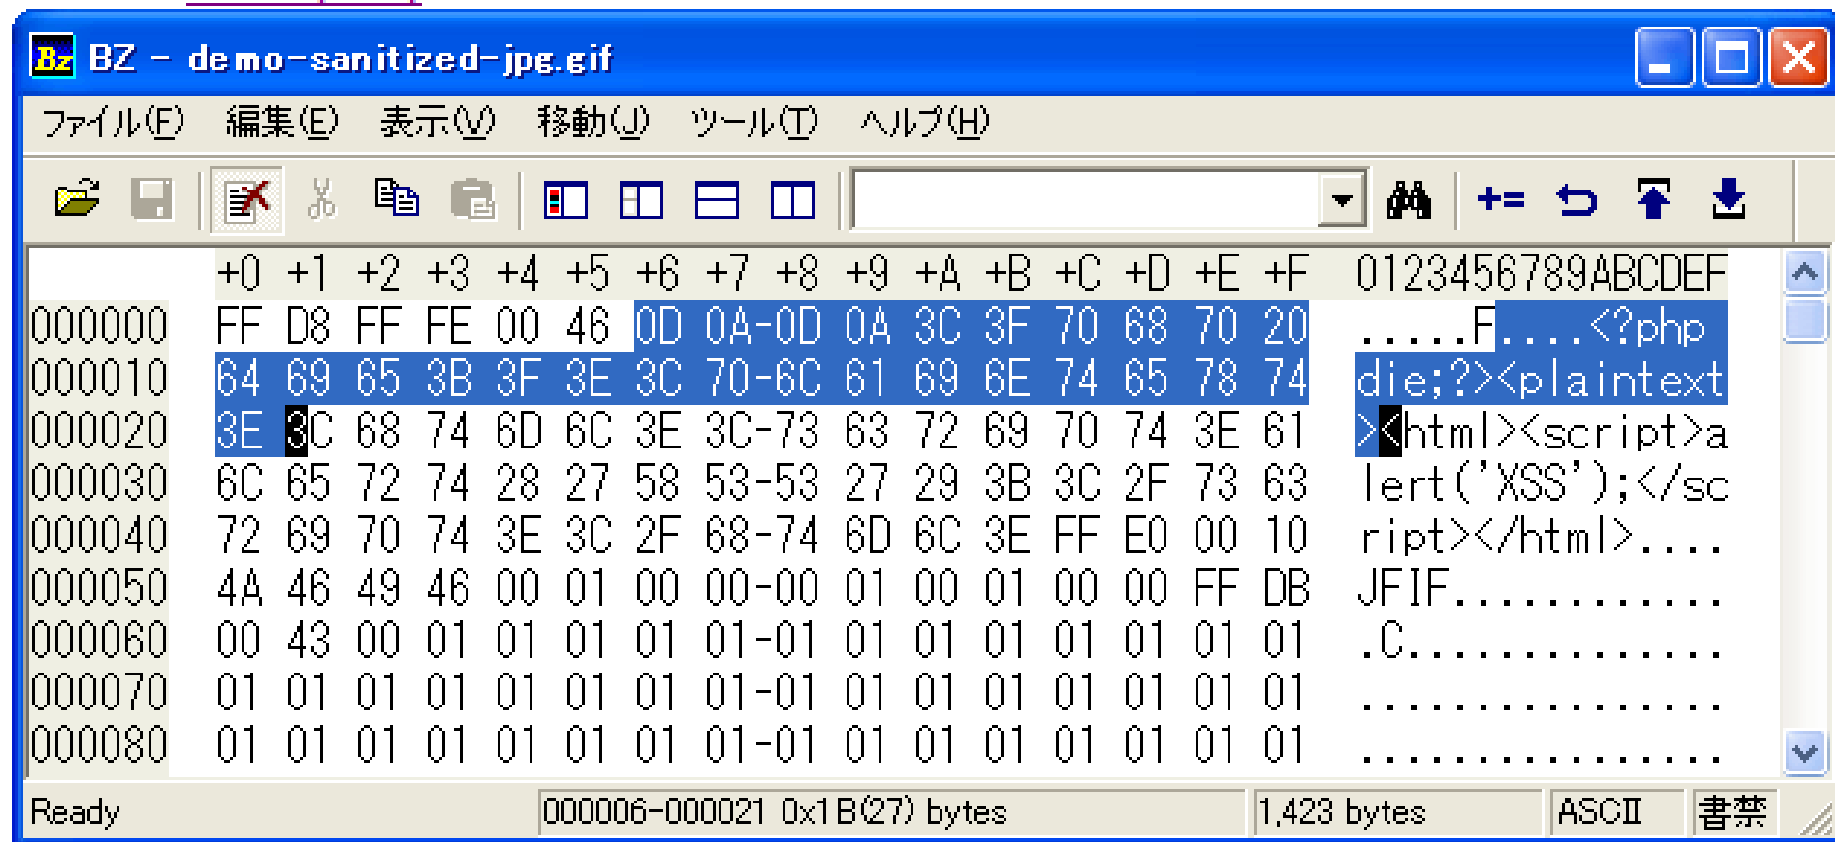 BZ - demo-sanitized-jpg.gif
ファイル(F) 編集(E) 表示(V) 移動(J) ツール(T) ヘルプ(H)
+0 +1 +2 +3 +4 +5 +6 +7 +8 +9 +A +B +C +D +E +F 0123456789ABCDEF
000000 FF D8 FF FE 00 46 0D 0A-0D 0A 3C 3F 70 68 70 20 .....F....<?php
000010 64 69 65 3B 3F 3E 3C 70-6C 61 69 6E 74 65 78 74 die;?><plaintext
000020 3E 3C 68 74 6D 6C 3E 3C-73 63 72 69 70 74 3E 61 ><html><script>a
000030 6C 65 72 74 28 27 58 53-53 27 29 3B 3C 2F 73 63 lert('XSS');</sc
000040 72 69 70 74 3E 3C 2F 68-74 6D 6C 3E FF E0 00 10 ript></html>....
000050 4A 46 49 46 00 01 00 00-00 01 00 01 00 00 FF DB JFIF............
000060 00 43 00 01 01 01 01 01-01 01 01 01 01 01 01 01 .C..............
000070 01 01 01 01 01 01 01 01-01 01 01 01 01 01 01 01 ................
000080 01 01 01 01 01 01 01 01-01 01 01 01 01 01 01 01 ................
Ready 000006-000021 0x1B(27) bytes 1,423 bytes ASCII 書禁